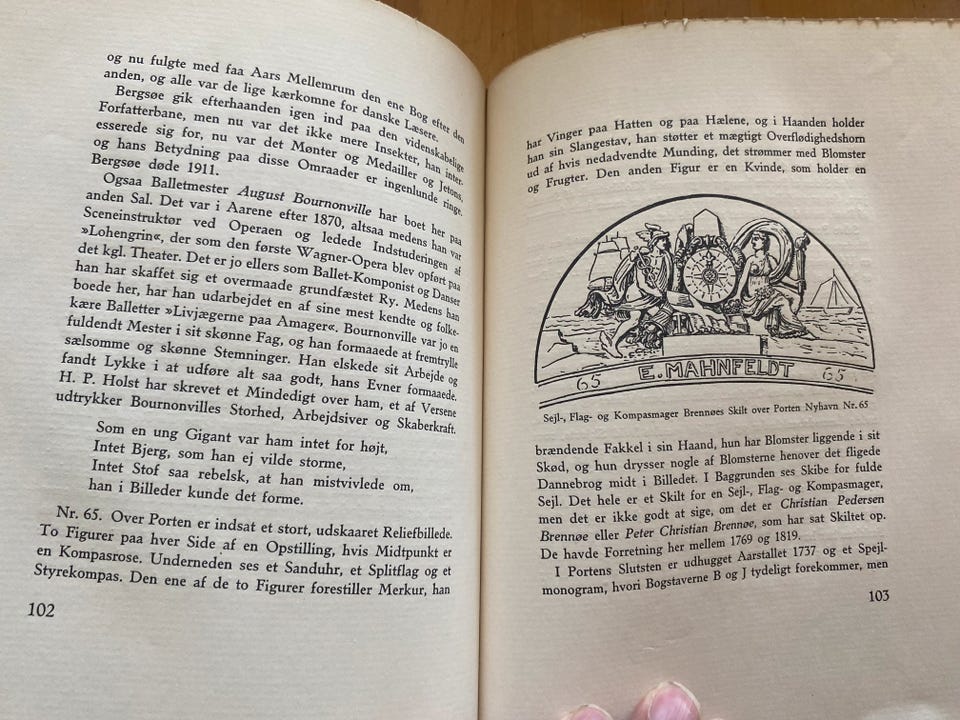 og nu fulgte med faa Aars Mellemrum den ene Bog efter den
anden, og alle var de lige kærkomne for danske Læsere.
Bergsøe gik efterhaanden igen ind paa den videnskabelige
Forfatterbane, men nu var det ikke mere Insekter, han inter-
esserede sig for, nu var det Mønter og Medailler og Jetons,
og hans Betydning paa disse Omraader er ingenlunde ringe.
Bergsøe døde 1911.
Ogsaa Balletmester August Bournonville har boet her paa
anden Sal. Det var i Aarene efter 1870, altsaa medens han var
Sceneinstruktør ved Operaen og ledede Indstuderingen af
»Lohengrin«, der som den første Wagner-Opera blev opført paa
det kgl. Theater. Det er jo ellers som Ballet-Komponist og Danser
han har skaffet sig et overmaade grundfæstet Ry. Medens han
boede her, har han udarbejdet en af sine mest kendte og folke-
kære Balletter »Livjægerne paa Amager«. Bournonville var jo en
fuldendt Mester i sit skønne Fag, og han formaaede at fremtrylle
sælsomme og skønne Stemninger. Han elskede sit Arbejde og
fandt Lykke i at udføre alt saa godt, hans Evner formaaede.
H. P. Holst har skrevet et Mindedigt over ham, et af Versene
udtrykker Bournonvilles Storhed, Arbejdsiver og Skaberkraft.
Som en ung Gigant var ham intet for højt,
Intet Bjerg, som han ej vilde storme,
Intet Stof saa rebelsk, at han mistvivlede om,
han i Billeder kunde det forme.
Nr. 65. Over Porten er indsat et stort, udskaaret Reliefbillede.
To Figurer paa hver Side af en Opstilling, hvis Midtpunkt er
en Kompasrose. Underneden ses et Sanduhr, et Splitflag og et
Styrekompas. Den ene af de to Figurer forestiller Merkur, han
102
har Vinger paa Hatten og paa Hælene, og i Haanden holder
han sin Slangestav, han støtter et mægtigt Overflødighedshorn
ud af hvis nedadvendte Munding, det strømmer med Blomster
og Frugter. Den anden Figur er en Kvinde, som holder en
65 E. MAHNFELDT 65
Sejl-, Flag- og Kompasmager Brennøes Skilt over Porten Nyhavn Nr. 65
brændende Fakkel i sin Haand, hun har Blomster liggende i sit
Skød, og hun drysser nogle af Blomsterne henover det fligede
Dannebrog midt i Billedet. I Baggrunden ses Skibe for fulde
Sejl. Det hele er et Skilt for en Sejl-, Flag- og Kompasmager,
men det er ikke godt at sige, om det er Christian Pedersen
Brennøe eller Peter Christian Brennøe, som har sat Skiltet op.
De havde Forretning her mellem 1769 og 1819.
I Portens Slutsten er udhugget Aarstallet 1737 og et Spejl-
monogram, hvori Bogstaverne B og J tydeligt forekommer, men
103